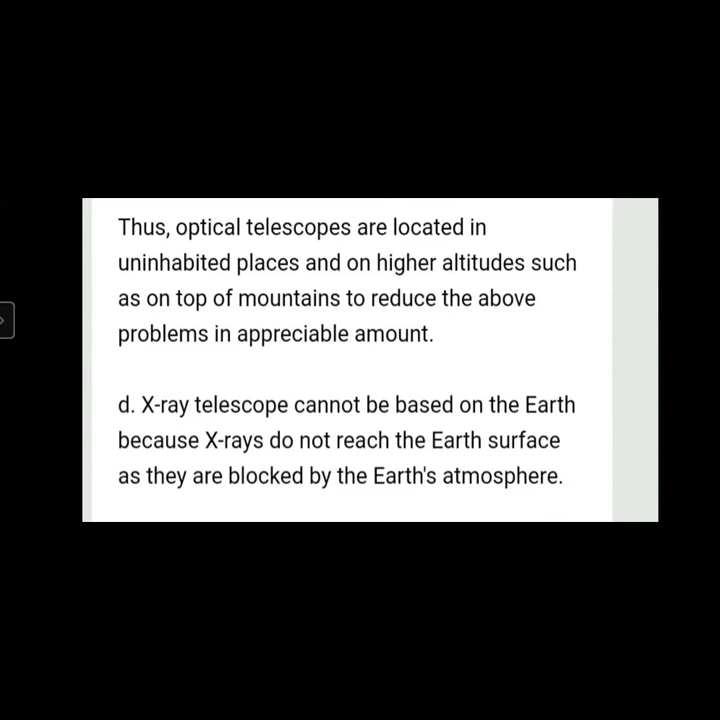 Thus, optical telescopes are located in
uninhabited places and on higher altitudes such
as on top of mountains to reduce the above
problems in appreciable amount.
d. X-ray telescope cannot be based on the Earth
because X-rays do not reach the Earth surface
as they are blocked by the Earth's atmosphere.